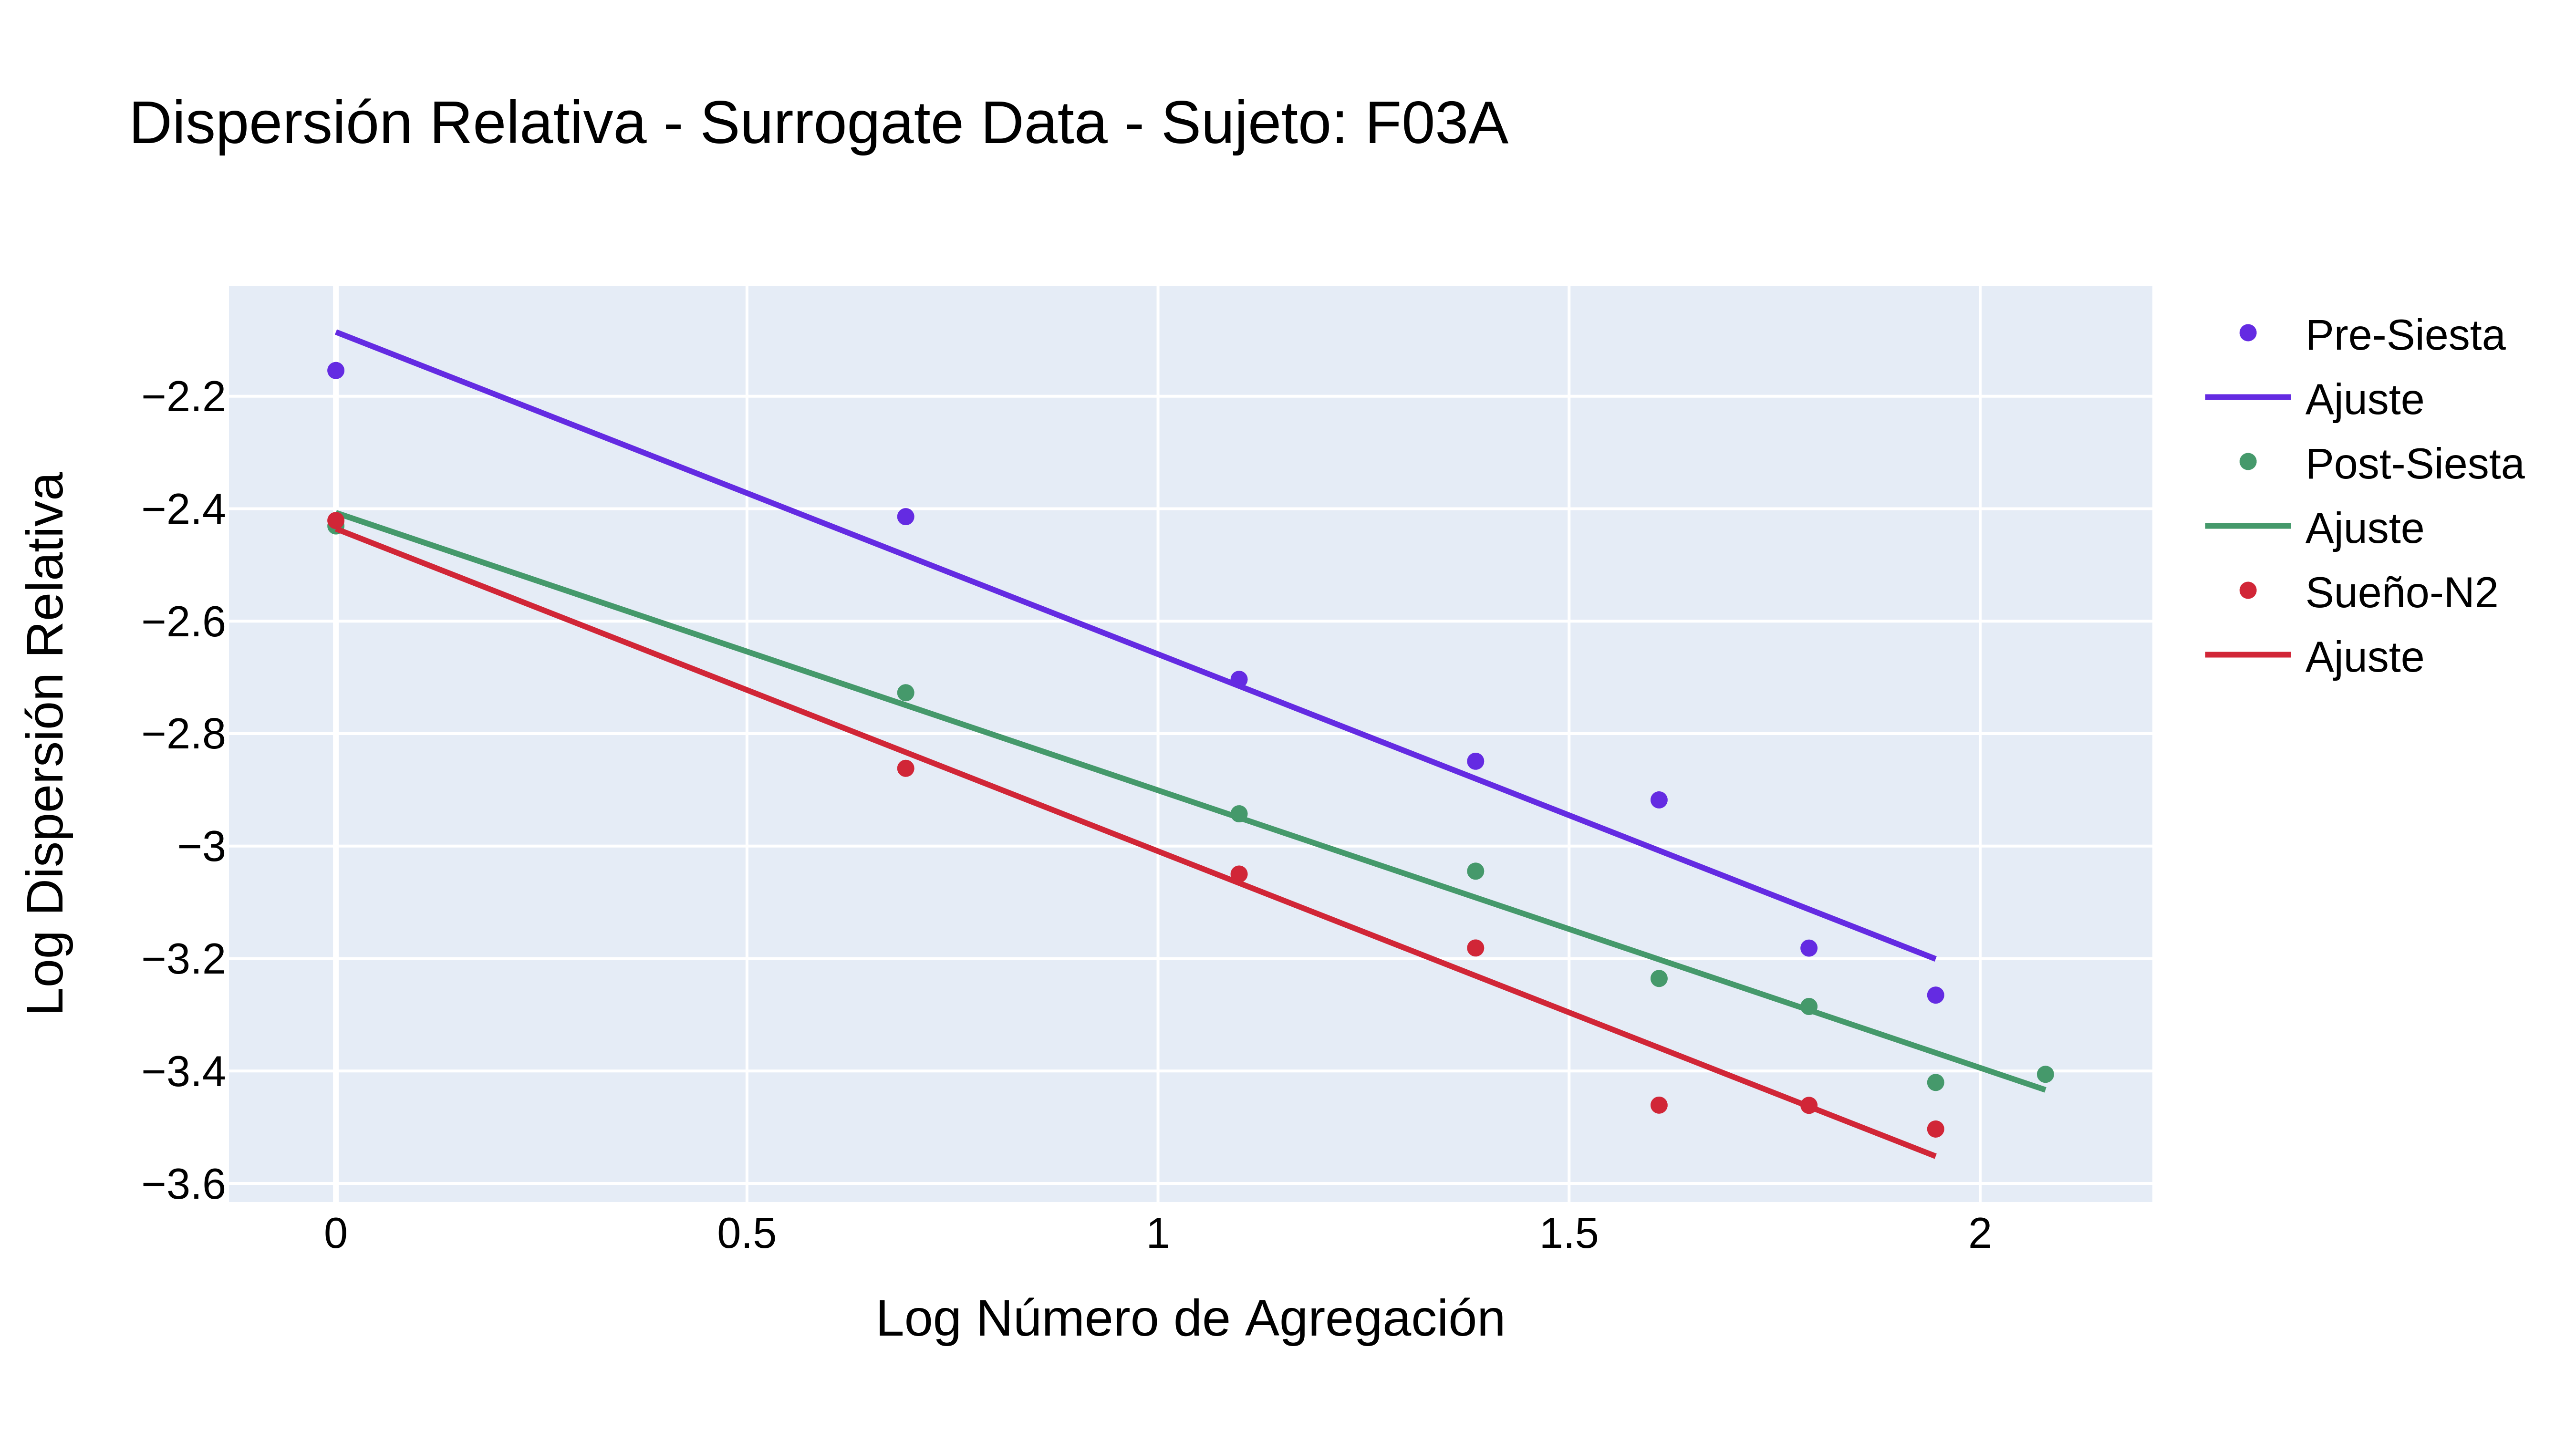 Dispersión Relativa - Surrogate Data - Sujeto: F03A
Log Dispersión Relativa
−2.2
−2.4
−2.6
−2.8
−3
−3.2
−3.4
−3.6
0
0.5
1
1.5
2
Log Número de Agregación
Pre-Siesta
Ajuste
Post-Siesta
Ajuste
Sueño-N2
Ajuste